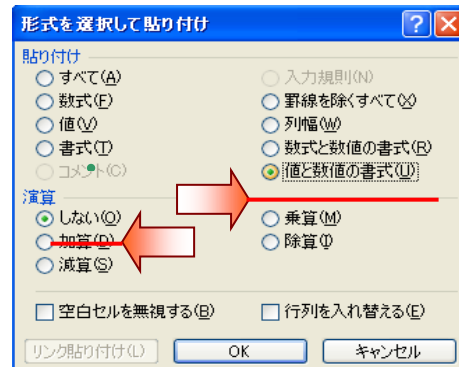 形式を選択して貼り付け
貼り付け
すべて(A)
入力規則(N)
数式(F)
罫線を除くすべて(X)
値(V)
列幅(W)
書式(T)
数式と数値の書式(R)
コメント(C)
値と数値の書式(U)
演算
しない(O)
乗算(M)
加算(D)
除算(I)
減算(S)
空白セルを無視する(B)
行列を入れ替える(E)
リンク貼り付け(L)
OK
キャンセル